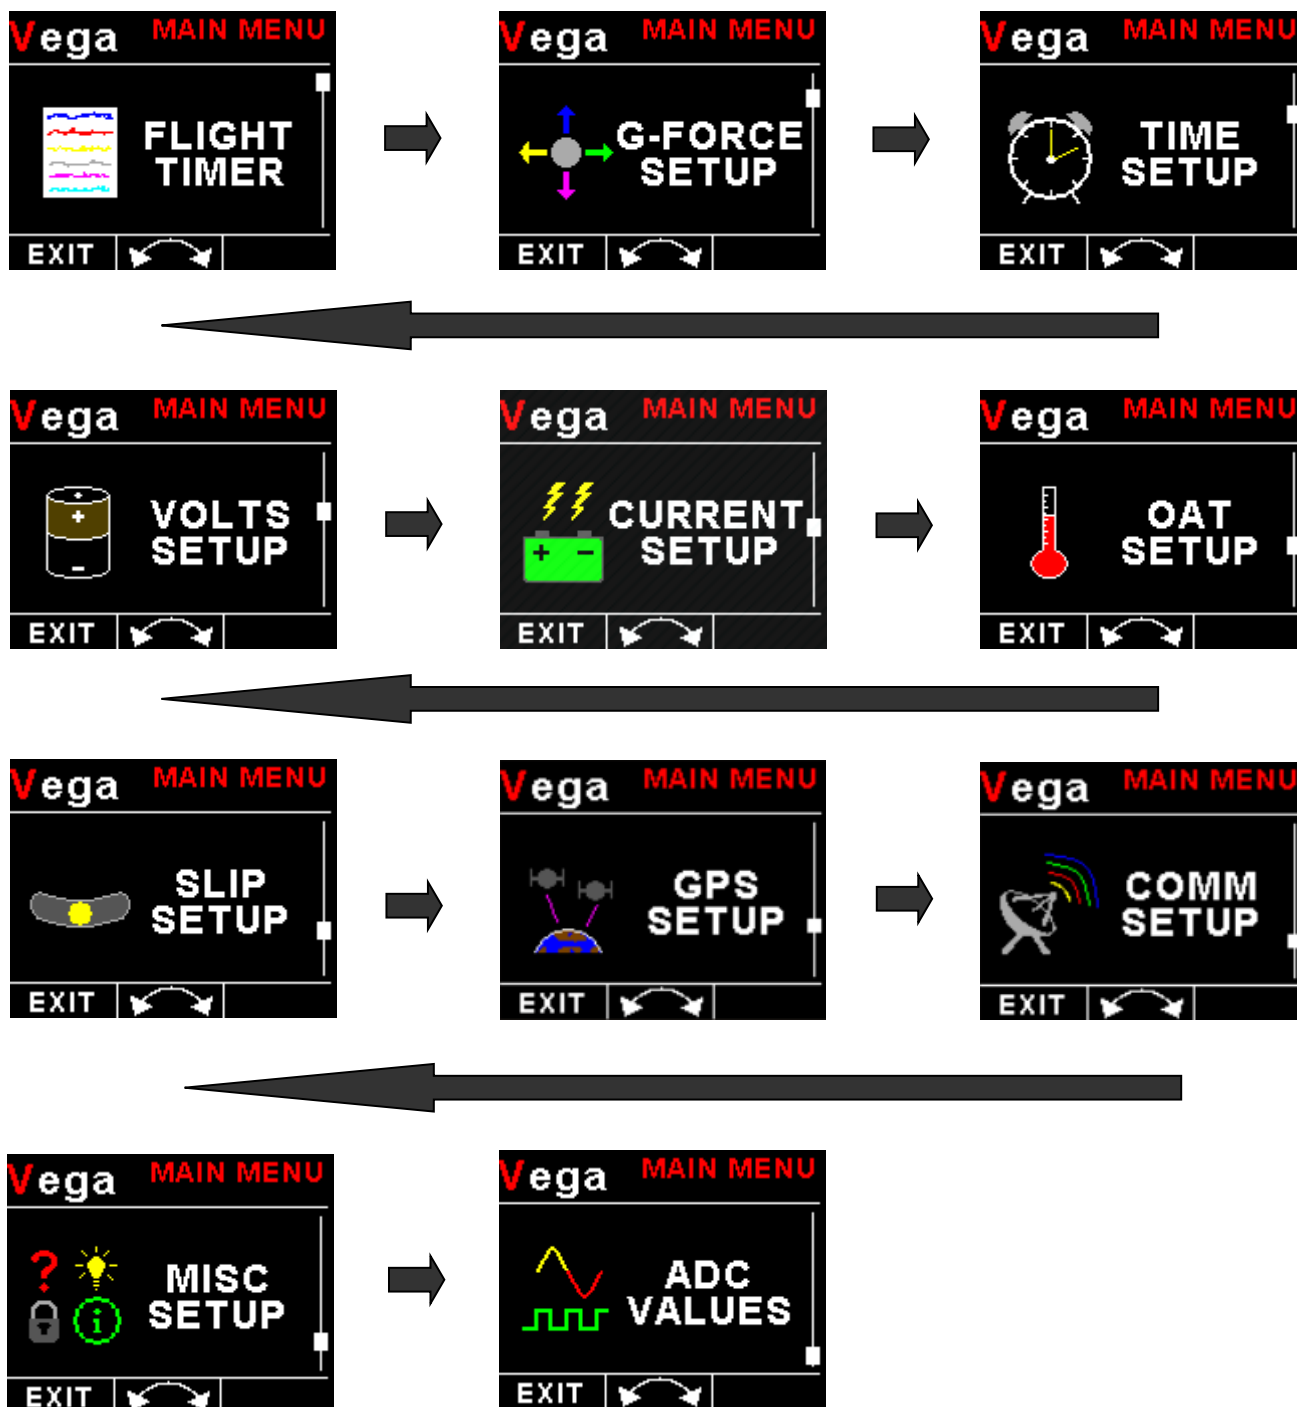 Vega MAIN MENU
FLIGHT
TIMER
EXIT
Vega MAIN MENU
G-FORCE
SETUP
EXIT
Vega MAIN MENU
TIME
SETUP
EXIT
Vega MAIN MENU
VOLTS
SETUP
+
-
EXIT
Vega MAIN MENU
CURRENT
SETUP
+ -
EXIT
Vega MAIN MENU
OAT
SETUP
EXIT
Vega MAIN MENU
SLIP
SETUP
EXIT
Vega MAIN MENU
GPS
SETUP
EXIT
Vega MAIN MENU
COMM
SETUP
EXIT
Vega MAIN MENU
?
i
MISC
SETUP
EXIT
Vega MAIN MENU
ADC
VALUES
EXIT